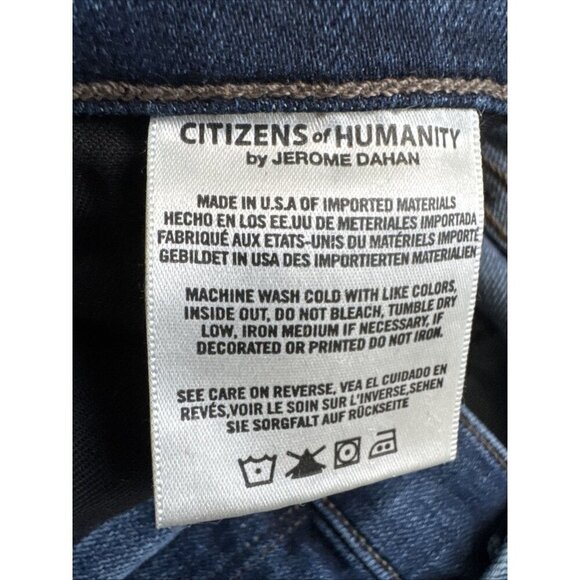 CITIZENS of HUMANITY
by JEROME DAHAN
MADE IN U.S.A OF IMPORTED MATERIALS
HECHO EN LOS EE.UU DE METERIALES IMPORTADA
FABRIQUÉ AUX ETATS-UNIS DU MATÉRIELS IMPORTÉ
GEBILDET IN USA DES IMPORTIERTEN MATERIALIEN
MACHINE WASH COLD WITH LIKE COLORS,
INSIDE OUT, DO NOT BLEACH, TUMBLE DRY
LOW, IRON MEDIUM IF NECESSARY, IF
DECORATED OR PRINTED DO NOT IRON.
SEE CARE ON REVERSE, VEA EL CUIDADO EN
REVÉS,VOIR LE SOIN SUR L'INVERSE,SEHEN
SIE SORGFALT AUF RÜCKSEITE